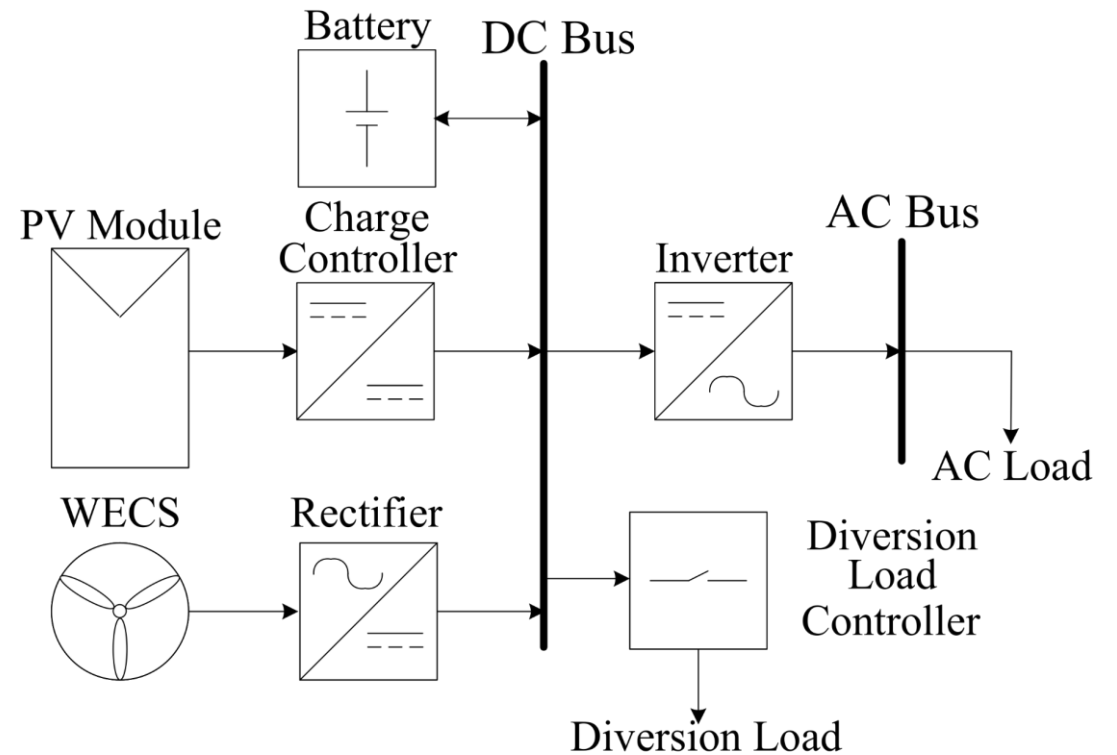 Battery
DC Bus
PV Module
Charge
Controller
Inverter
AC Bus
AC Load
WECS
Rectifier
Diversion
Load
Controller
Diversion Load